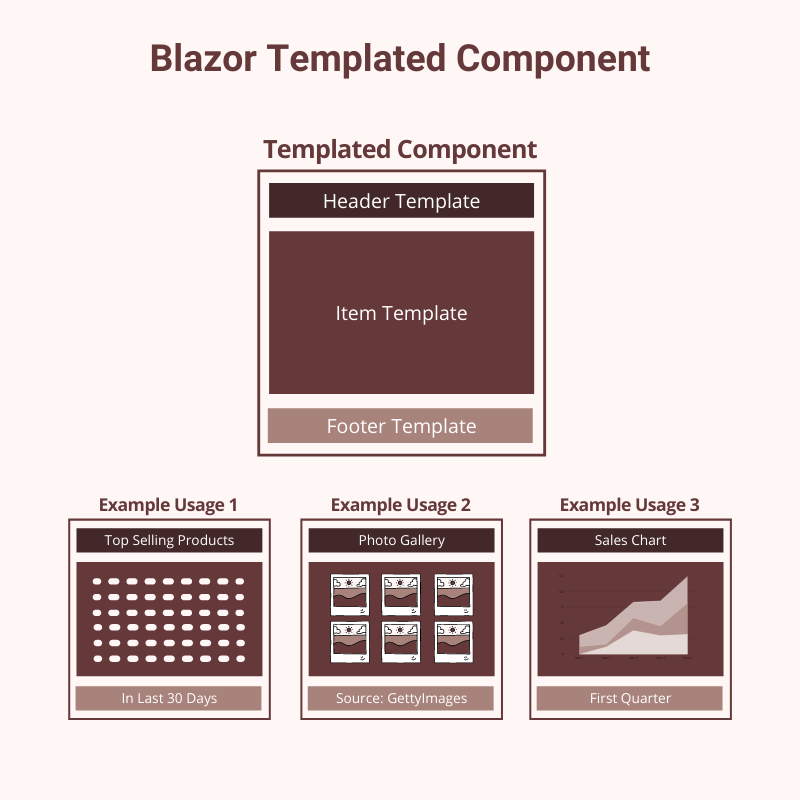 Blazor Templated Component
Templated Component
Header Template
Item Template
Footer Template
Example Usage 1
Top Selling Products
In Last 30 Days
Example Usage 2
Photo Gallery
Source: GettyImages
Example Usage 3
Sales Chart
First Quarter